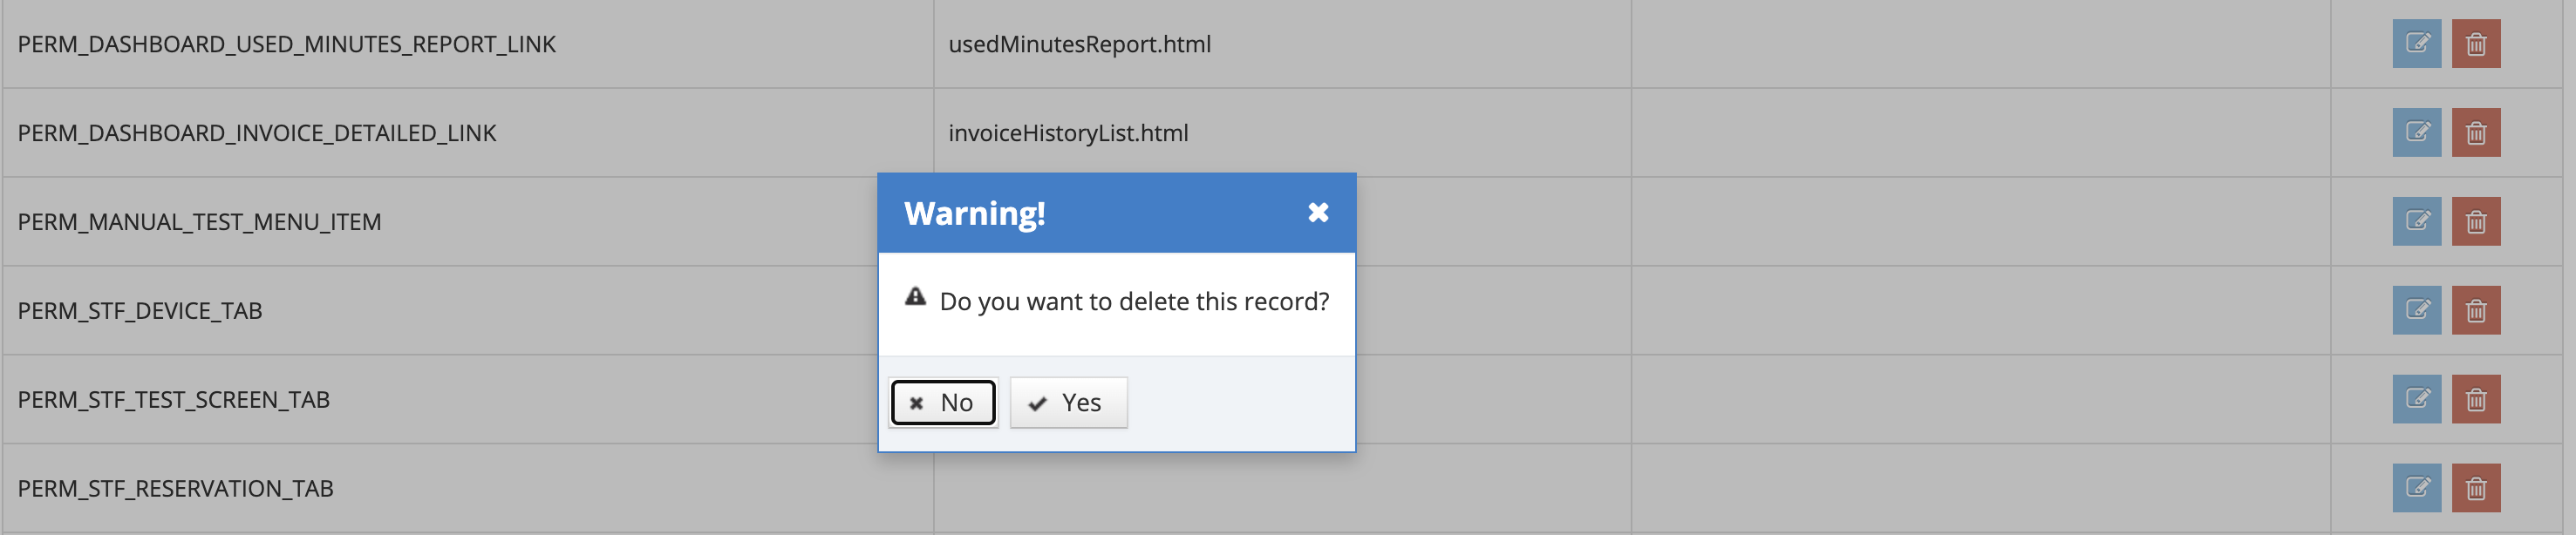 PERM_DASHBOARD_USED_MINUTES_REPORT_LINK usedMinutesReport.html
PERM_DASHBOARD_INVOICE_DETAILED_LINK invoiceHistoryList.html
PERM_MANUAL_TEST_MENU_ITEM
PERM_STF_DEVICE_TAB
PERM_STF_TEST_SCREEN_TAB
PERM_STF_RESERVATION_TAB
Warning!
Do you want to delete this record?
No Yes